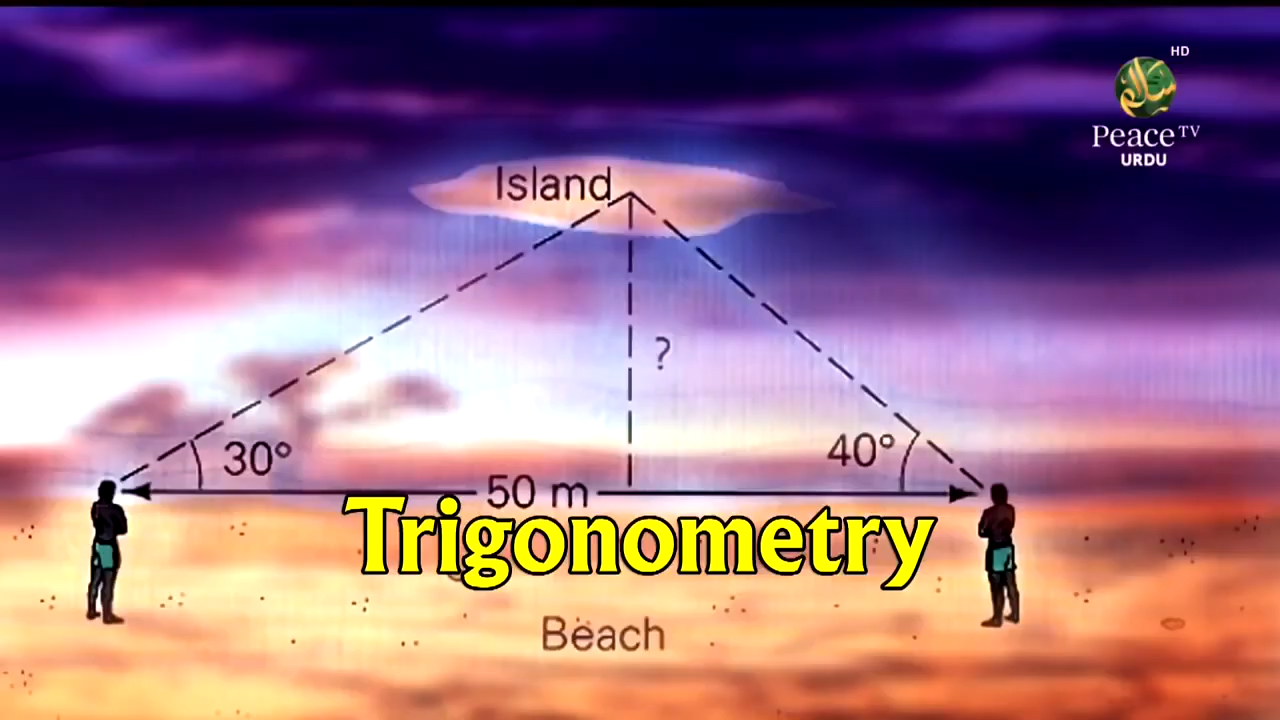 HD
Peace TV
URDU
Island
?
30°
40°
50 m
Trigonometry
Beach